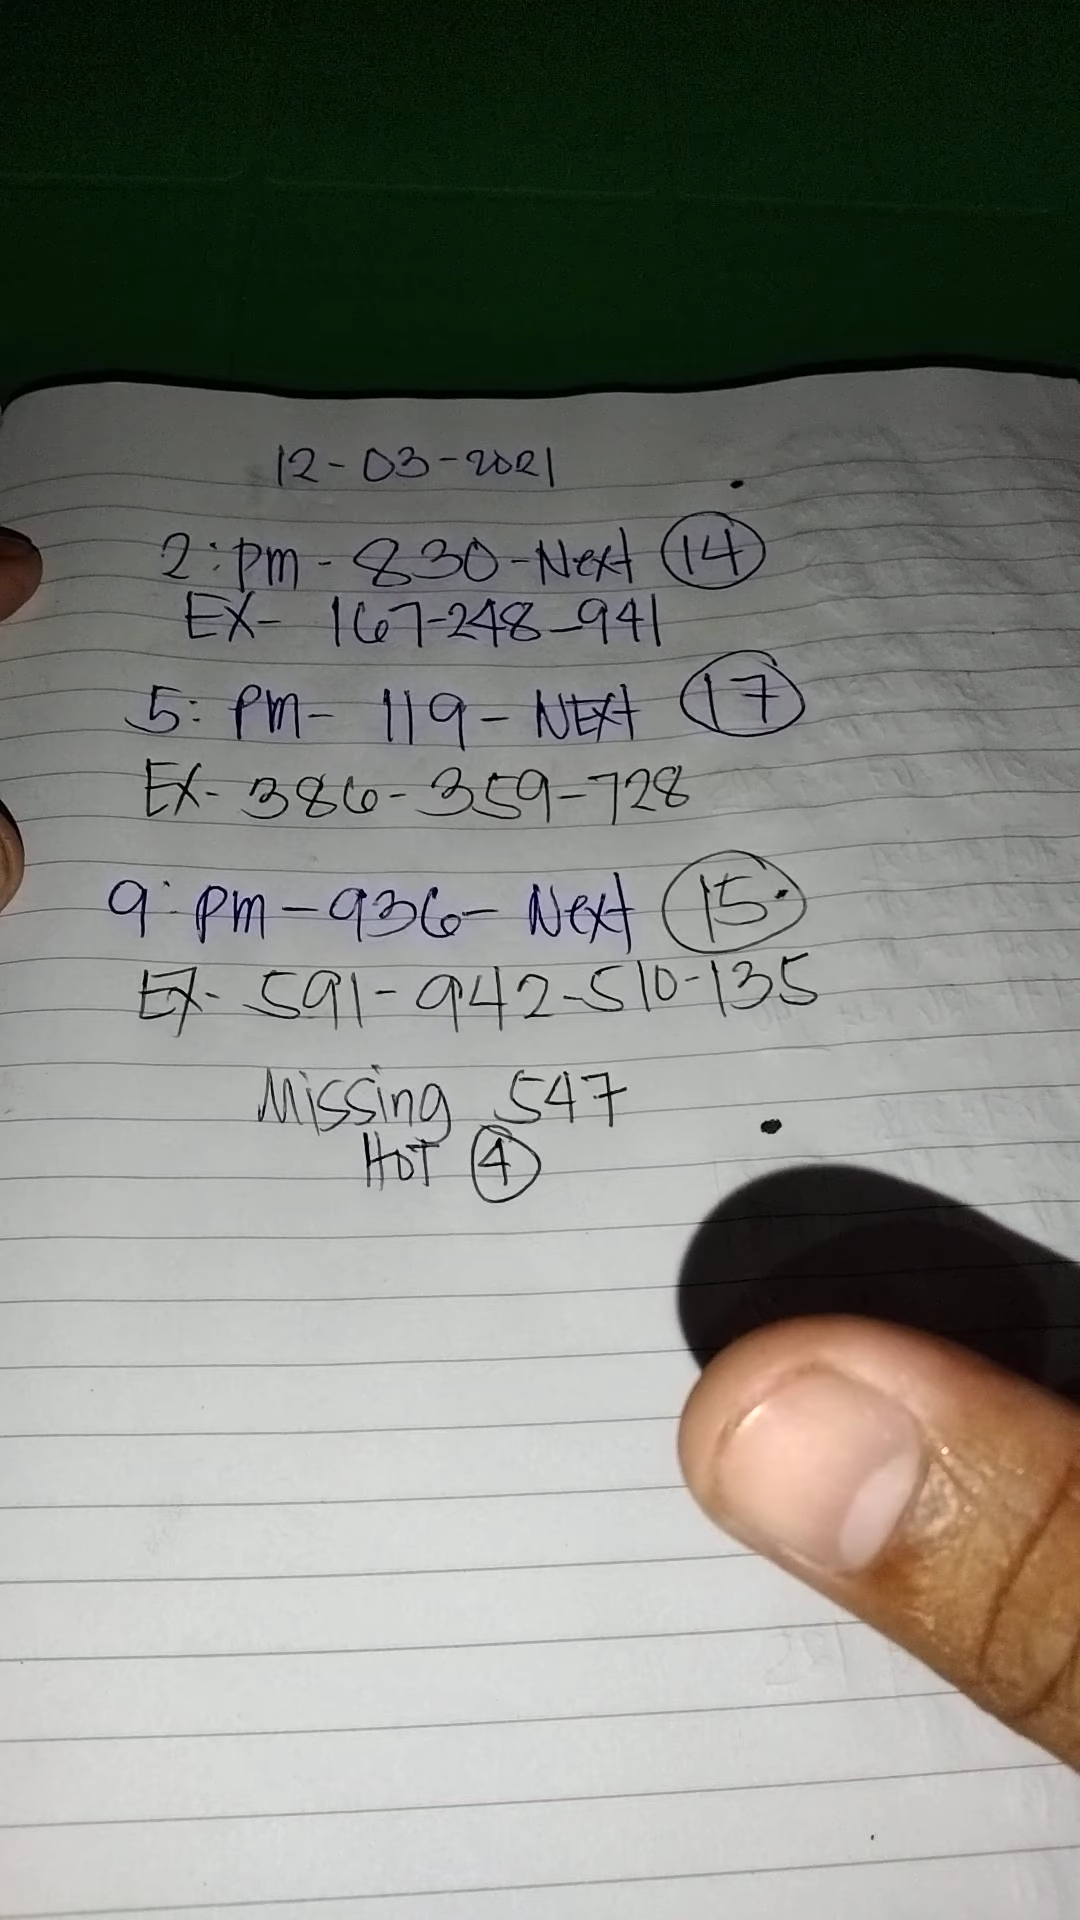 12-03-2021
2:pm-830-Next 14
EX- 167-248-941
5: pm- 119- NEXT 17
EX- 386-359-728
9:pm-936- Next 15
EX- 591-942-510-135
Missing 547
HOT 4